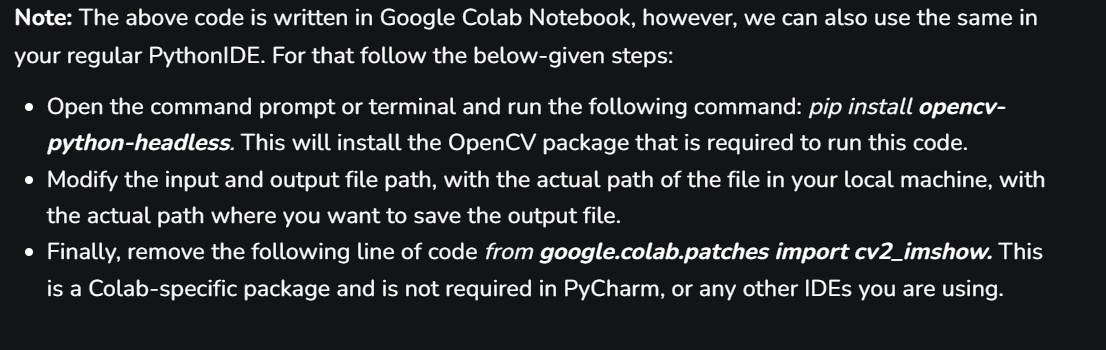 Note: The above code is written in Google Colab Notebook, however, we can also use the same in
your regular PythonIDE. For that follow the below-given steps:
• Open the command prompt or terminal and run the following command: pip install opencv-
python-headless. This will install the OpenCV package that is required to run this code.
• Modify the input and output file path, with the actual path of the file in your local machine, with
the actual path where you want to save the output file.
• Finally, remove the following line of code from google.colab.patches import cv2_imshow. This
is a Colab-specific package and is not required in PyCharm, or any other IDEs you are using.